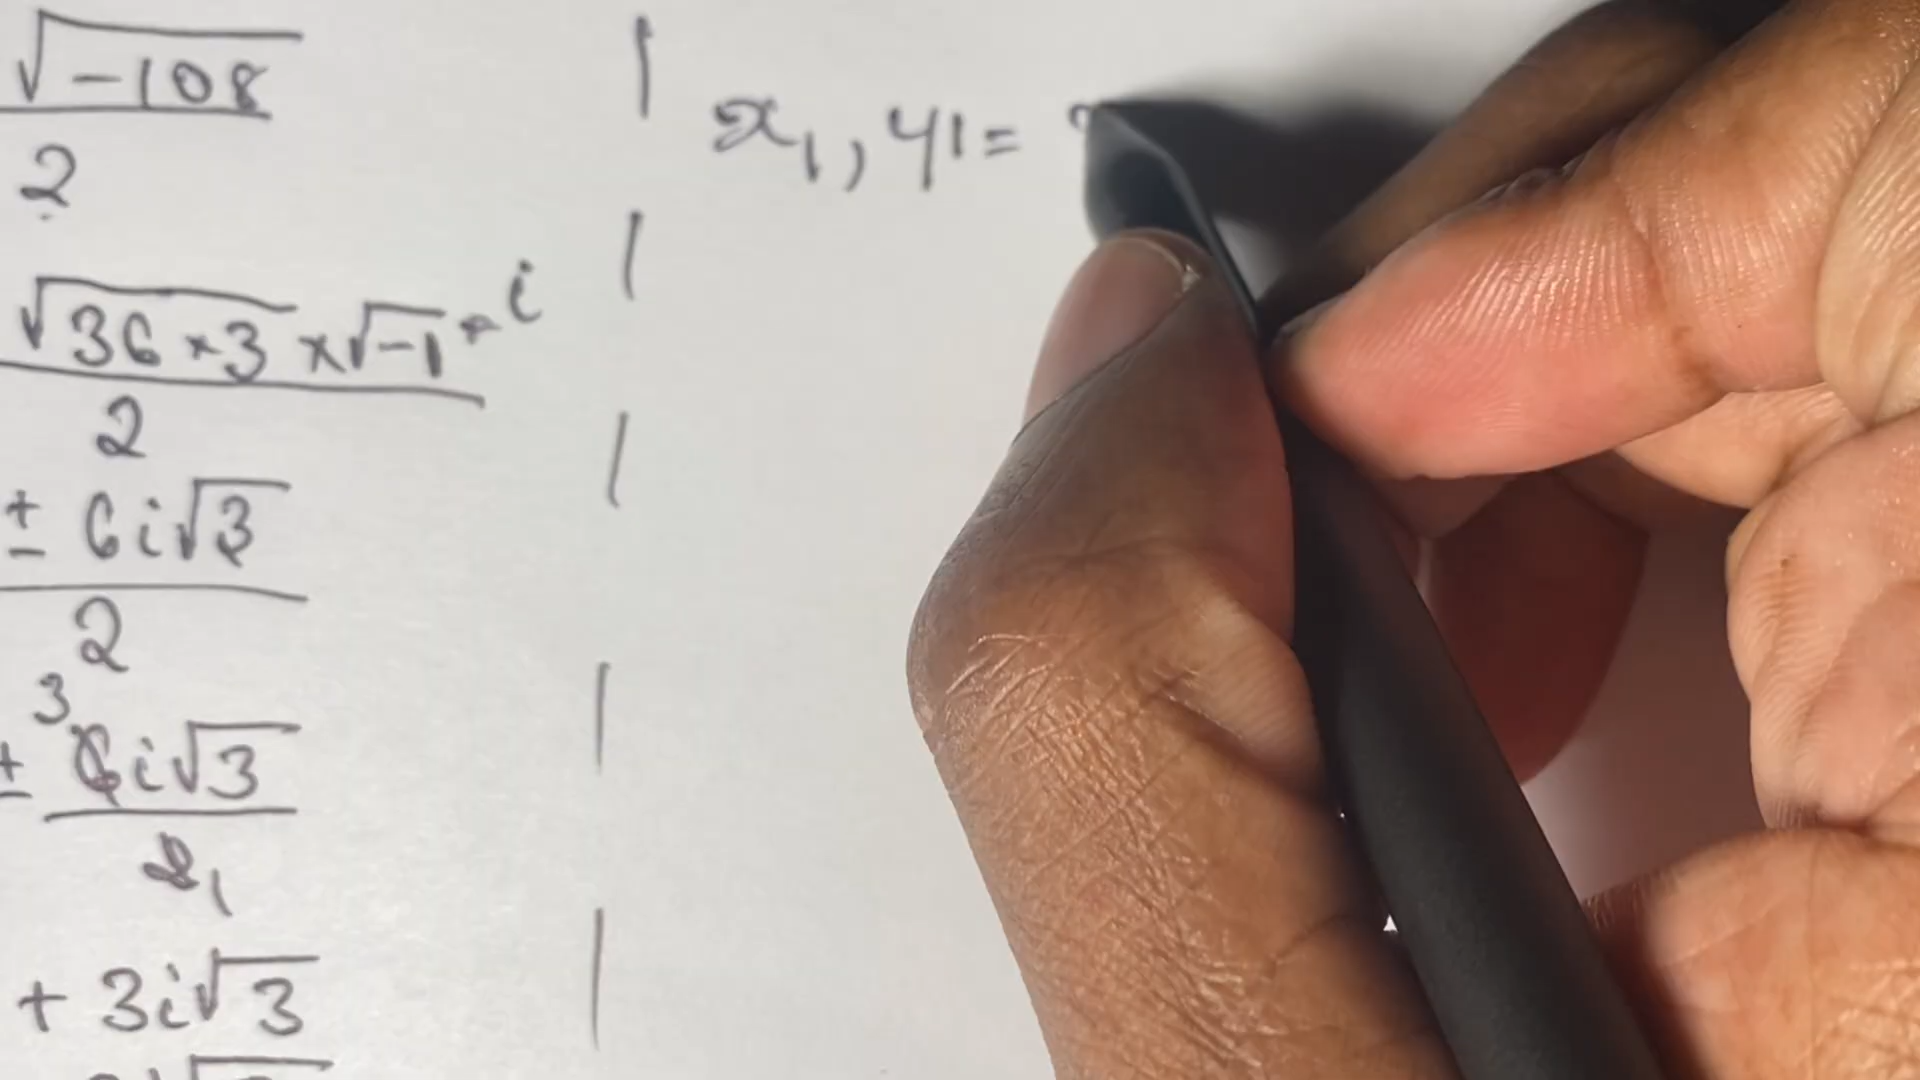 √-108
2
√36×3 × √-1 - i
2
± 6i√3
2
3
± 6i√3
2 1
+ 3i√3
x₁, y1 =